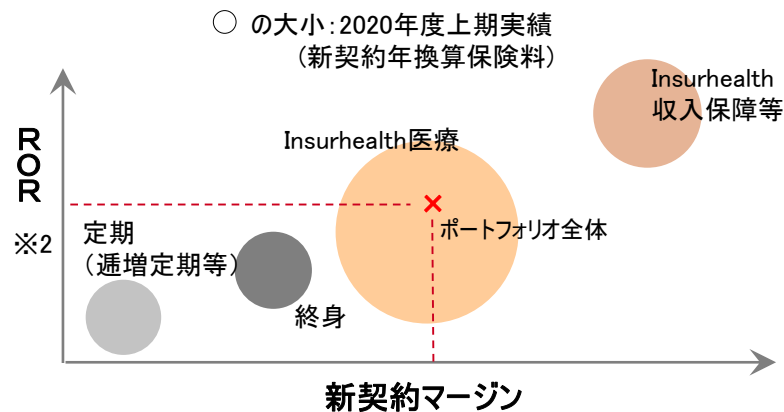 ○ の大小：2020年度上期実績
（新契約年換算保険料）
Insurhealth
収入保障等
Insurhealth医療
ROR
※2
ポートフォリオ全体
定期
（逓増定期等）
終身
新契約マージン